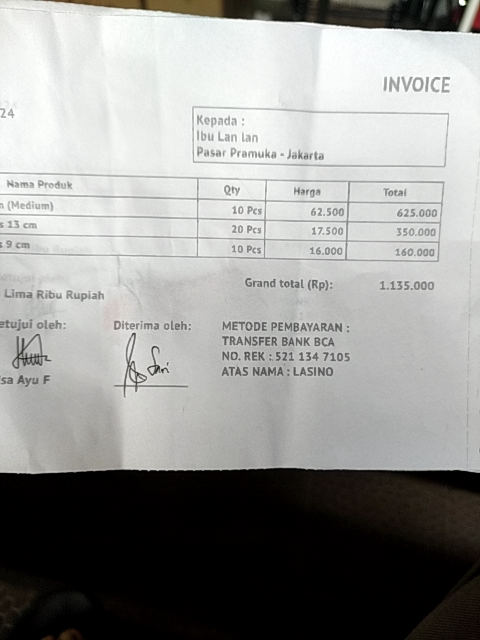 INVOICE
24
Kepada :
Ibu Lan lan
Pasar Pramuka - Jakarta
Nama Produk Qty Harga Total
(Medium) 10 Pcs 62.500 625.000
s 13 cm 20 Pcs 17.500 350.000
s 9 cm 10 Pcs 16.000 160.000
Grand total (Rp): 1.135.000
Lima Ribu Rupiah
etujui oleh: Diterima oleh:
sa Ayu F
METODE PEMBAYARAN :
TRANSFER BANK BCA
NO. REK : 521 134 7105
ATAS NAMA : LASINO